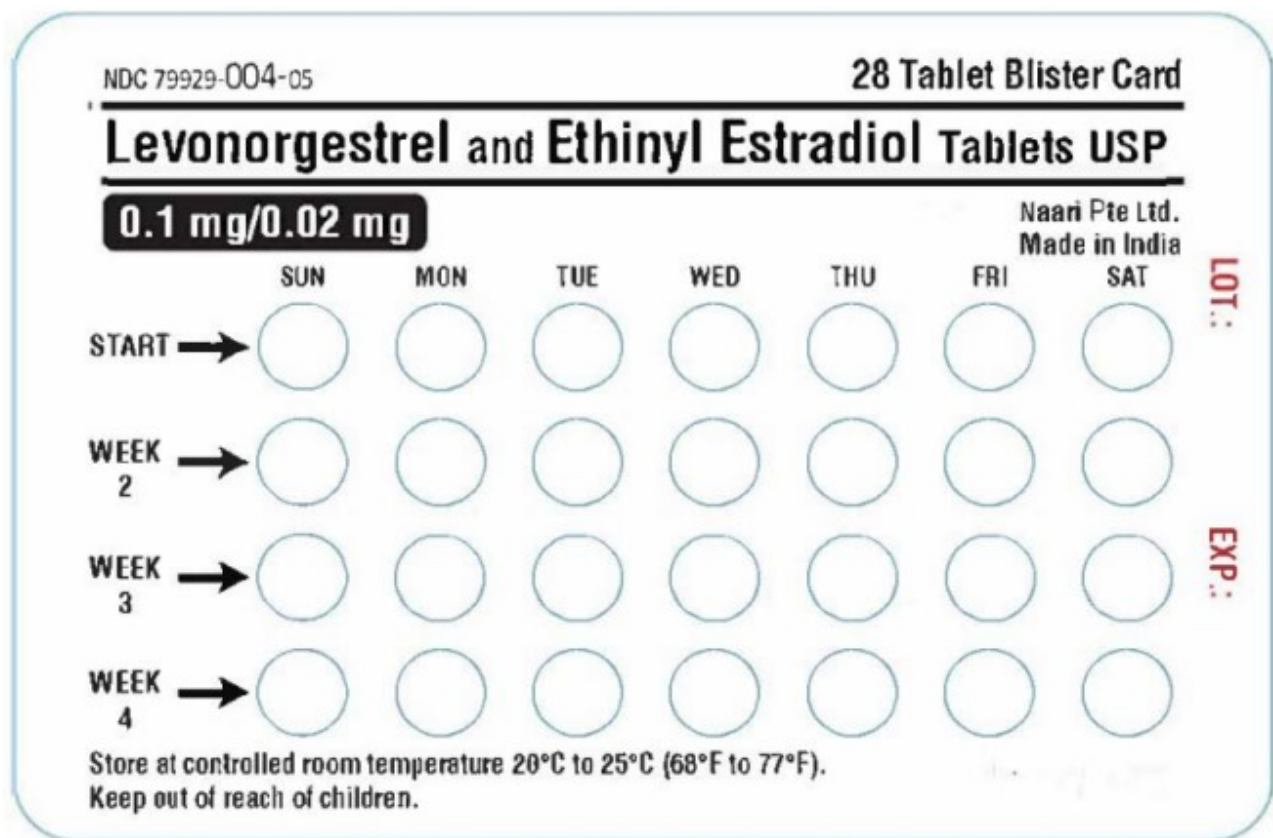 NDC 79929-004-05
28 Tablet Blister Card
Levonorgestrel and Ethinyl Estradiol Tablets USP
0.1 mg/0.02 mg
Naari Pte Ltd.
Made in India
SUN MON TUE WED THU FRI SAT
START
WEEK
2
WEEK
3
WEEK
4
Store at controlled room temperature 20°C to 25°C (68°F to 77°F).
Keep out of reach of children.
LOT.:
EXP.: